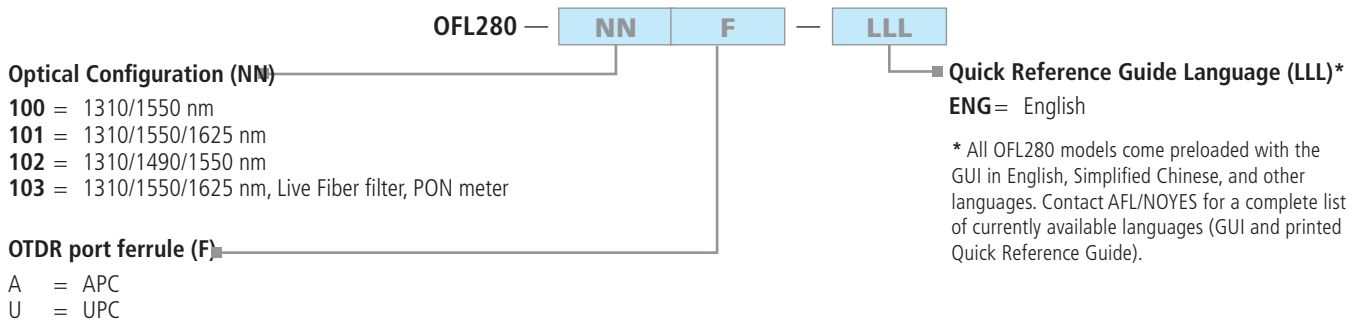 OFL280 — NN F — LLL
Optical Configuration (NN)
100 = 1310/1550 nm
101 = 1310/1550/1625 nm
102 = 1310/1490/1550 nm
103 = 1310/1550/1625 nm, Live Fiber filter, PON meter
OTDR port ferrule (F)
A = APC
U = UPC
Quick Reference Guide Language (LLL)*
ENG = English
* All OFL280 models come preloaded with the
GUI in English, Simplified Chinese, and other
languages. Contact AFL/NOYES for a complete list
of currently available languages (GUI and printed
Quick Reference Guide).